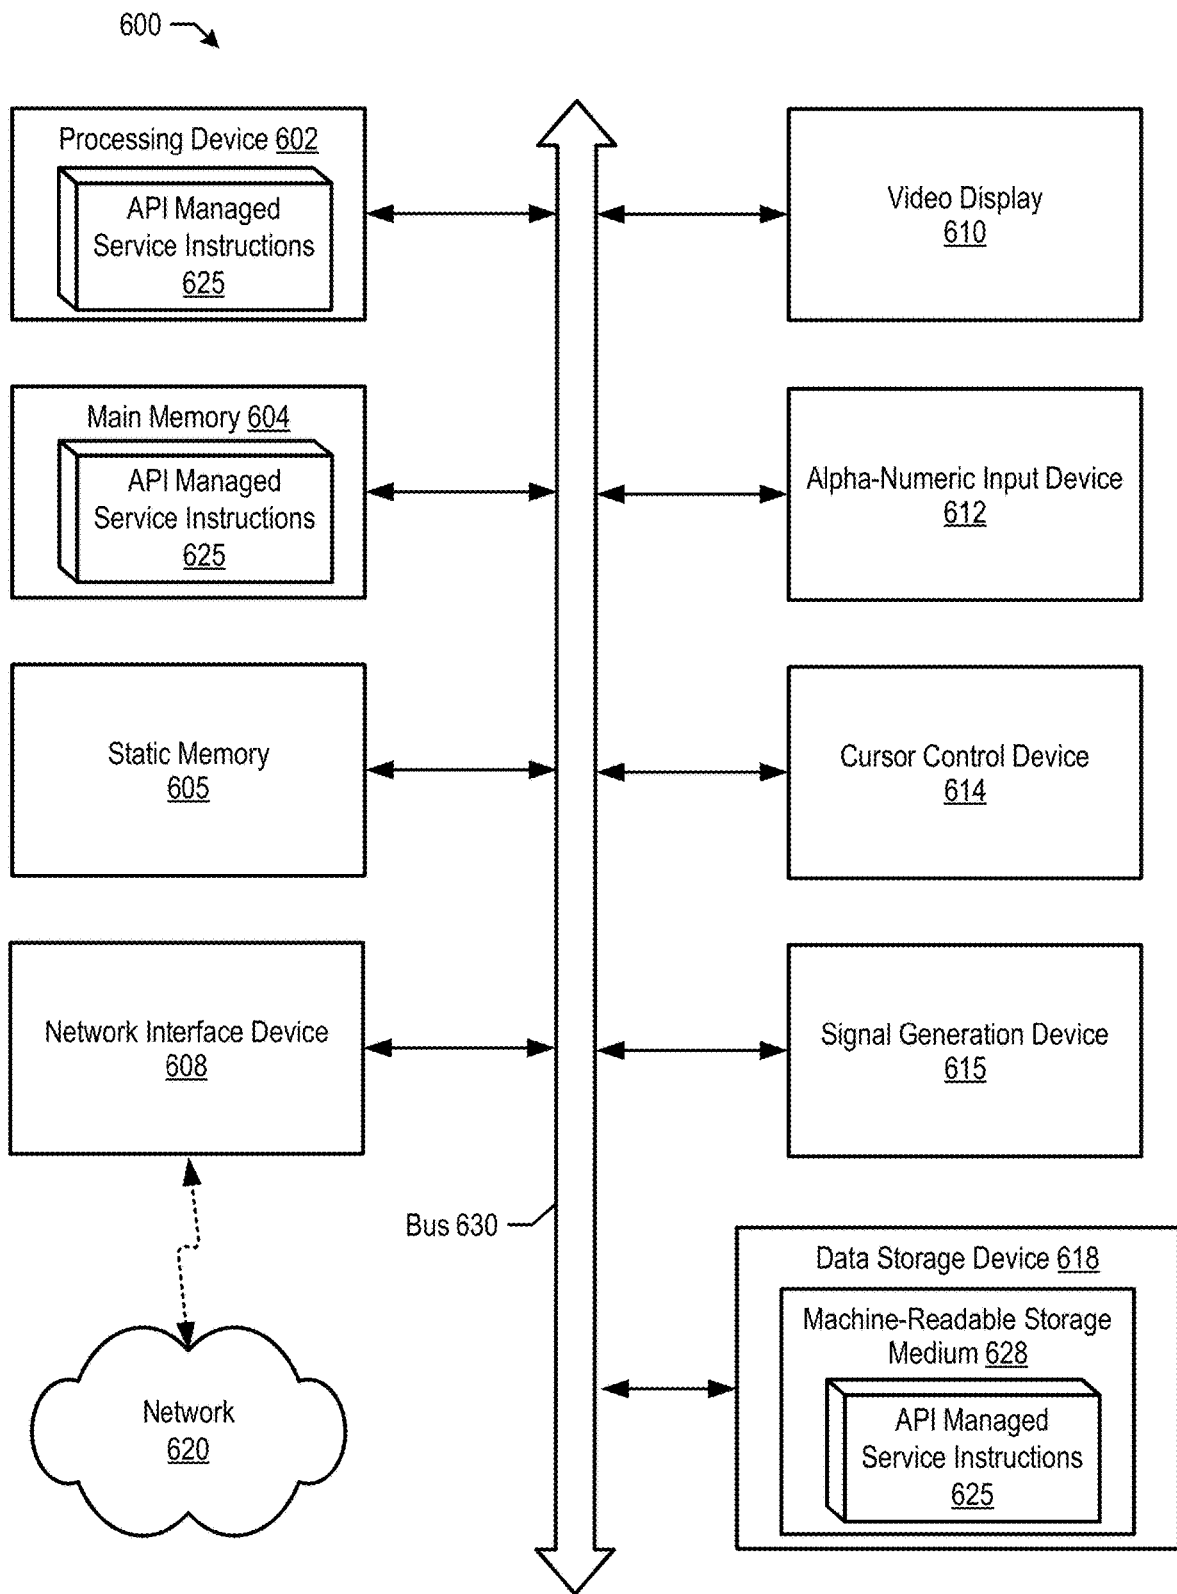 600
Processing Device 602
API Managed
Service Instructions
625
Video Display
610
Main Memory 604
API Managed
Service Instructions
625
Alpha-Numeric Input Device
612
Static Memory
605
Cursor Control Device
614
Network Interface Device
608
Signal Generation Device
615
Bus 630
Data Storage Device 618
Machine-Readable Storage
Medium 628
API Managed
Service Instructions
625
Network
620